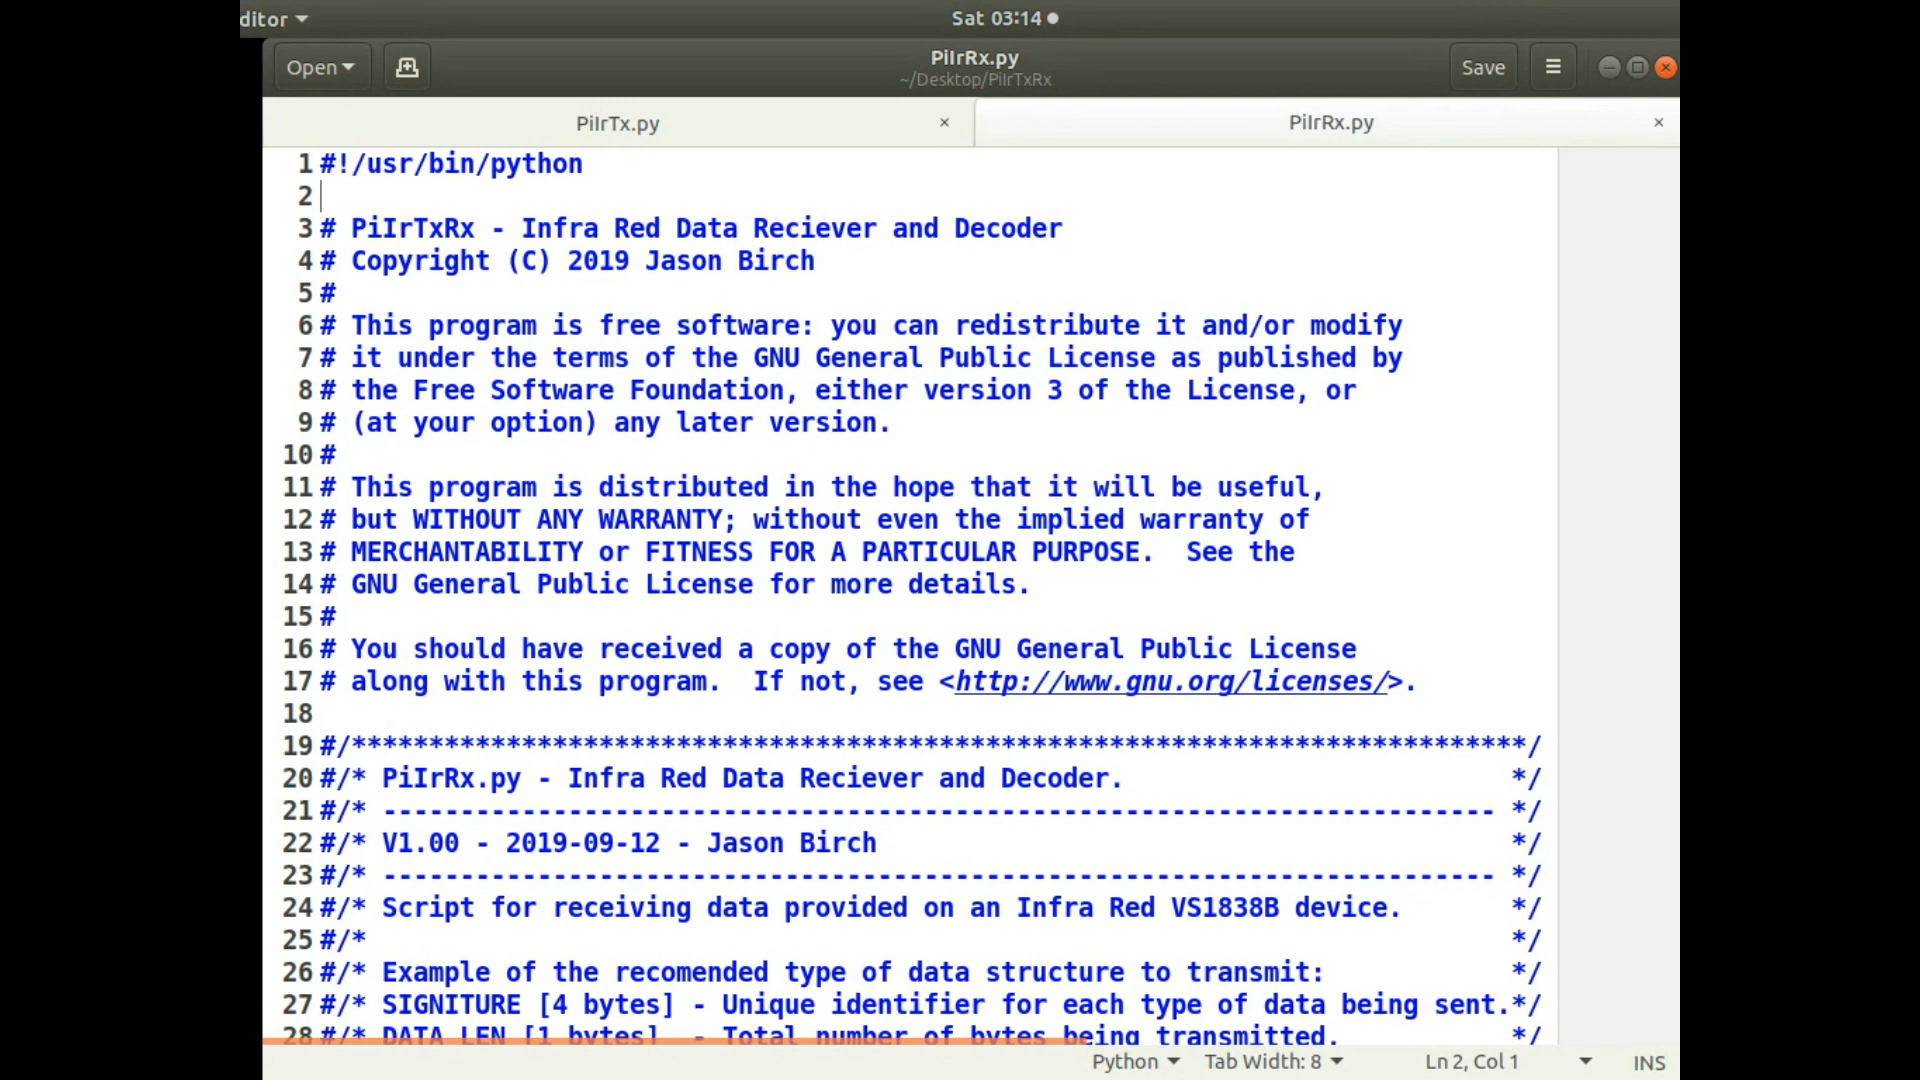 ditor
Sat 03:14
Open
PiIrRx.py
~/Desktop/PiIrTxRx
Save
PiIrTx.py
PiIrRx.py
1 #!/usr/bin/python
2
3 # PiIrTxRx - Infra Red Data Reciever and Decoder
4 # Copyright (C) 2019 Jason Birch
5 #
6 # This program is free software: you can redistribute it and/or modify
7 # it under the terms of the GNU General Public License as published by
8 # the Free Software Foundation, either version 3 of the License, or
9 # (at your option) any later version.
10 #
11 # This program is distributed in the hope that it will be useful,
12 # but WITHOUT ANY WARRANTY; without even the implied warranty of
13 # MERCHANTABILITY or FITNESS FOR A PARTICULAR PURPOSE.  See the
14 # GNU General Public License for more details.
15 #
16 # You should have received a copy of the GNU General Public License
17 # along with this program.  If not, see <http://www.gnu.org/licenses/>.
18
19 #/****************************************************************************/
20 #/* PiIrRx.py - Infra Red Data Reciever and Decoder.                         */
21 #/* ------------------------------------------------------------------------ */
22 #/* V1.00 - 2019-09-12 - Jason Birch                                         */
23 #/* ------------------------------------------------------------------------ */
24 #/* Script for receiving data provided on an Infra Red VS1838B device.       */
25 #/*                                                                          */
26 #/* Example of the recomended type of data structure to transmit:            */
27 #/* SIGNITURE [4 bytes] - Unique identifier for each type of data being sent.*/
28 #/* DATA LEN [1 bytes]  - Total number of bytes being transmitted.           */
Python
Tab Width: 8
Ln 2, Col 1
INS